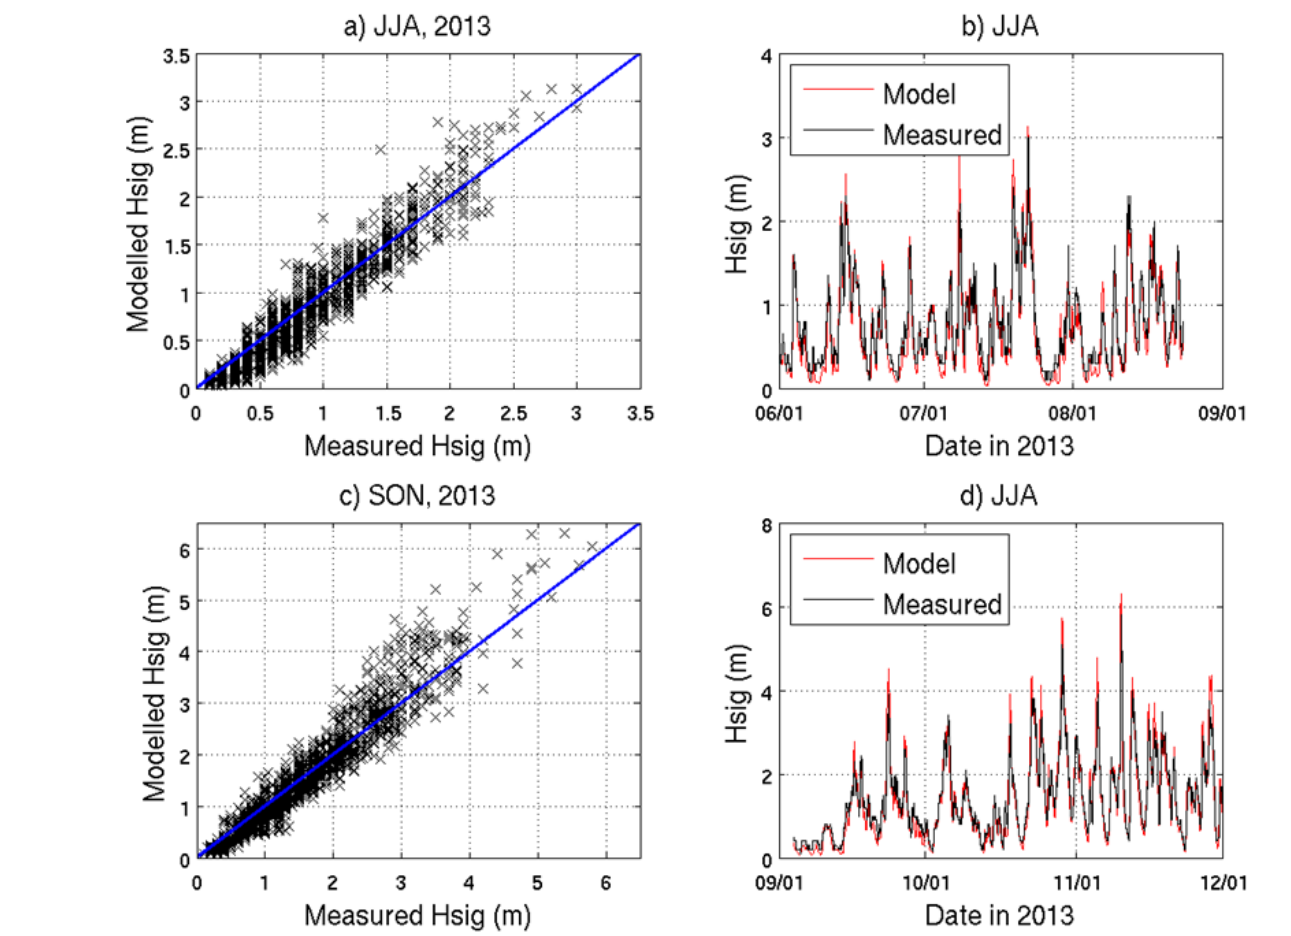 a) JJA, 2013
3.5
3
2.5
2
1.5
1
0.5
0
Modelled Hsig (m)
0 0.5 1 1.5 2 2.5 3 3.5
Measured Hsig (m)
b) JJA
4
3
2
1
0
Hsig (m)
Model
Measured
06/01 07/01 08/01 09/01
Date in 2013
c) SON, 2013
6
5
4
3
2
1
0
Modelled Hsig (m)
0 1 2 3 4 5 6
Measured Hsig (m)
d) JJA
8
6
4
2
0
Hsig (m)
Model
Measured
09/01 10/01 11/01 12/01
Date in 2013